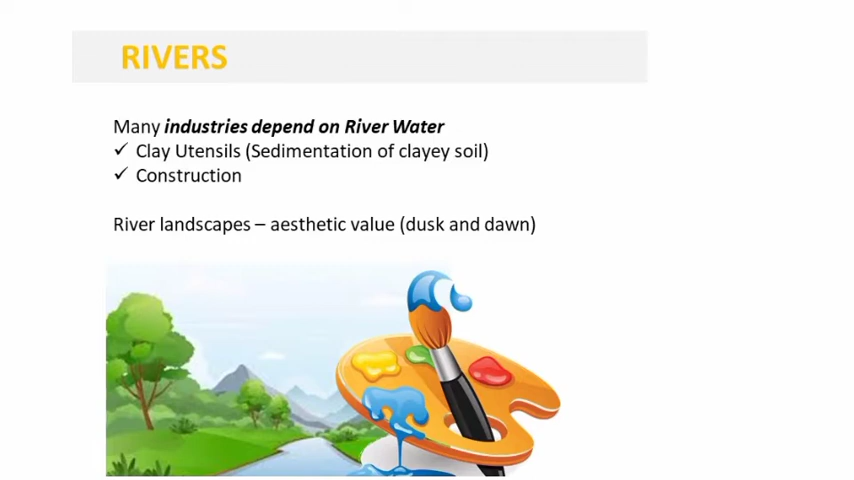 RIVERS
Many industries depend on River Water
✓ Clay Utensils (Sedimentation of clayey soil)
✓ Construction
River landscapes – aesthetic value (dusk and dawn)